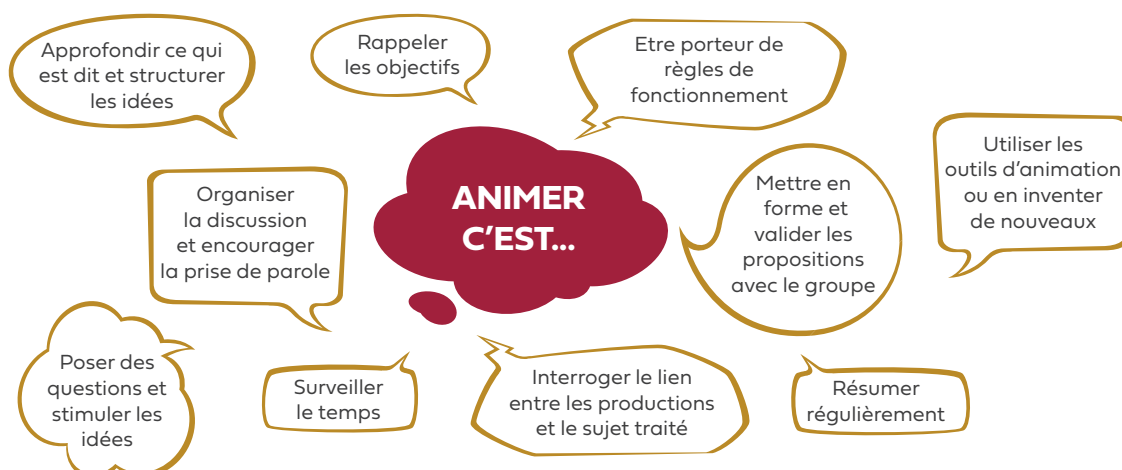 Approfondir ce qui
est dit et structurer
les idées
Rappeler
les objectifs
Etre porteur de
règles de
fonctionnement
Utiliser les
outils d’animation
ou en inventer
de nouveaux
Organiser
la discussion
et encourager
la prise de parole
ANIMER
C’EST...
Mettre en
forme et
valider les
propositions
avec le groupe
Poser des
questions et
stimuler les
idées
Surveiller
le temps
Interroger le lien
entre les productions
et le sujet traité
Résumer
régulièrement